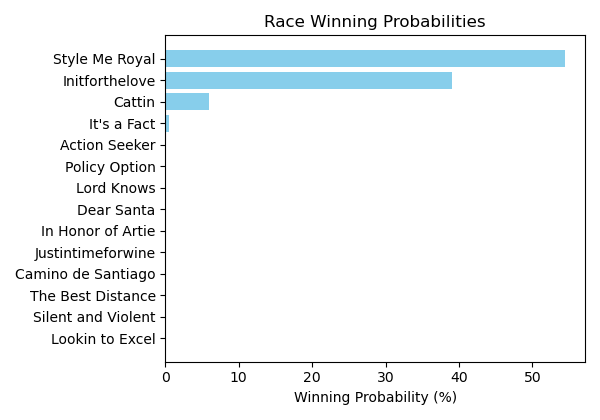 Race Winning Probabilities
Style Me Royal
Initforthelove
Cattin
It's a Fact
Action Seeker
Policy Option
Lord Knows
Dear Santa
In Honor of Artie
Justintimeforwine
Camino de Santiago
The Best Distance
Silent and Violent
Lookin to Excel
0 10 20 30 40 50
Winning Probability (%)